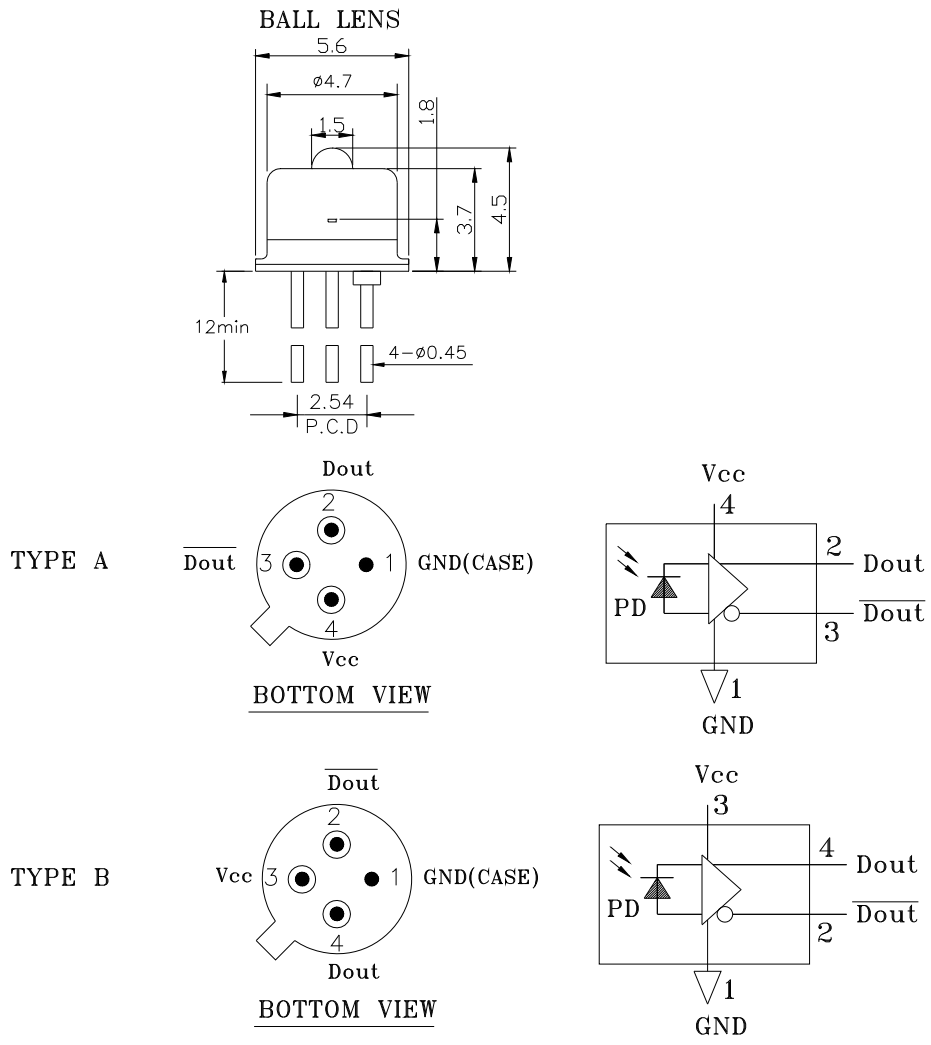 BALL LENS
5.6
ø4.7
1.8
1.5
3.7
4.5
12min
4-ø0.45
2.54
P.C.D
TYPE A
Dout
2
Dout
3
1
GND(CASE)
4
Vcc
BOTTOM VIEW
Vcc
4
2
Dout
PD
Dout
3
1
GND
TYPE B
Dout
2
Vcc
3
1
GND(CASE)
4
Dout
BOTTOM VIEW
Vcc
3
4
Dout
PD
Dout
2
1
GND